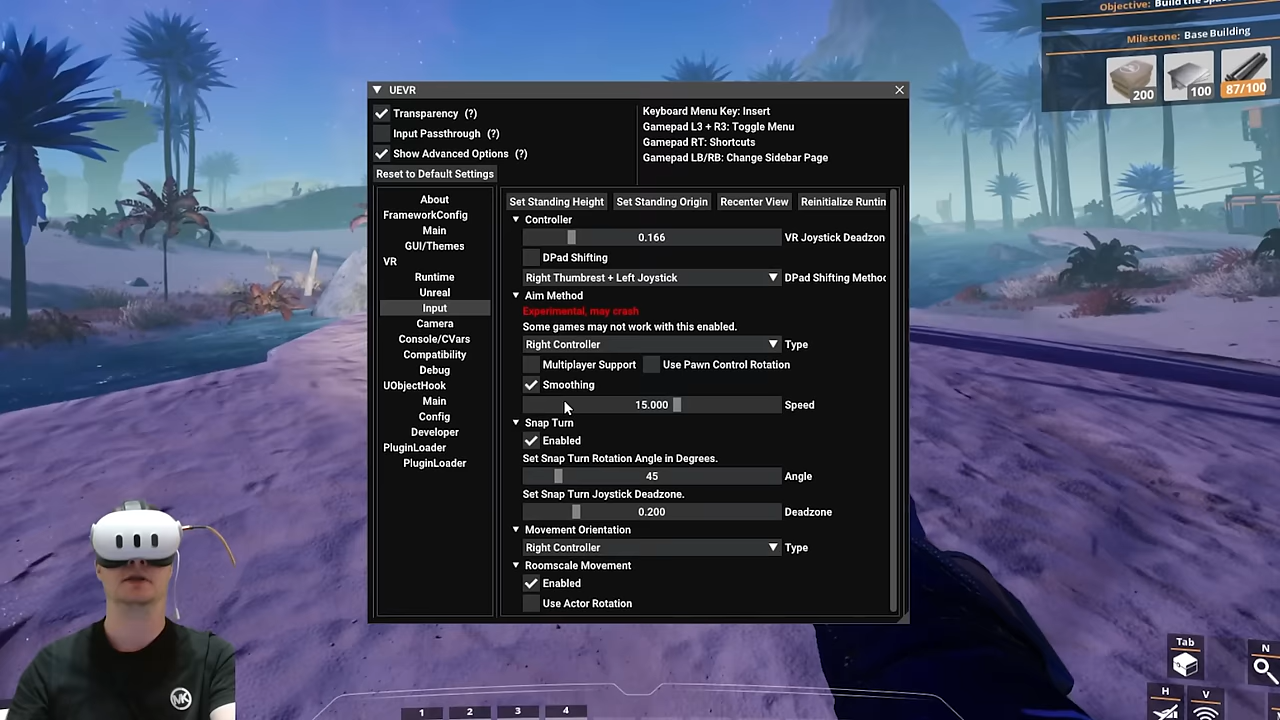 Objective: Build the Spa
Milestone: Base Building
200
100
87/100
UEVR
Transparency (?)
Input Passthrough (?)
Show Advanced Options (?)
Reset to Default Settings
Keyboard Menu Key: Insert
Gamepad L3 + R3: Toggle Menu
Gamepad RT: Shortcuts
Gamepad LB/RB: Change Sidebar Page
About
FrameworkConfig
Main
GUI/Themes
VR
Runtime
Unreal
Input
Camera
Console/CVars
Compatibility
Debug
UObjectHook
Main
Config
Developer
PluginLoader
PluginLoader
Set Standing Height Set Standing Origin Recenter View Reinitialize Runtin
Controller
0.166 VR Joystick Deadzon
DPad Shifting
Right Thumbrest + Left Joystick DPad Shifting Method
Aim Method
Experimental, may crash
Some games may not work with this enabled.
Right Controller Type
Multiplayer Support Use Pawn Control Rotation
Smoothing
15.000 Speed
Snap Turn
Enabled
Set Snap Turn Rotation Angle in Degrees.
45 Angle
Set Snap Turn Joystick Deadzone.
0.200 Deadzone
Movement Orientation
Right Controller Type
Roomscale Movement
Enabled
Use Actor Rotation
MK
Tab
N
H
V
1 2 3 4